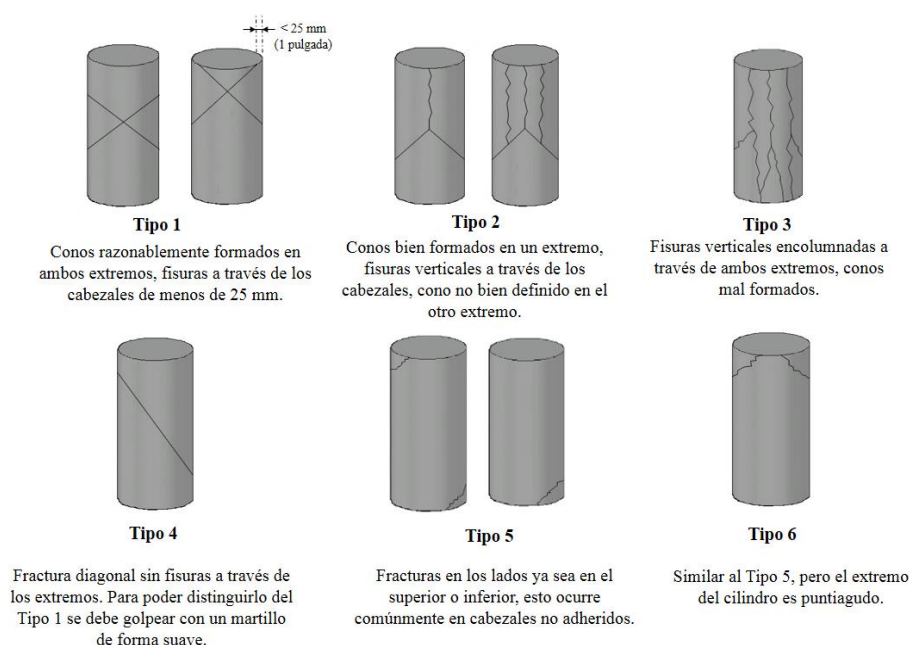 < 25 mm
(1 pulgada)
Tipo 1
Conos razonablemente formados en
ambos extremos, fisuras a través de los
cabezales de menos de 25 mm.
Tipo 2
Conos bien formados en un extremo,
fisuras verticales a través de los
cabezales, cono no bien definido en el
otro extremo.
Tipo 3
Fisuras verticales encolumnadas a
través de ambos extremos, conos
mal formados.
Tipo 4
Fractura diagonal sin fisuras a través de
los extremos. Para poder distinguirlo del
Tipo 1 se debe golpear con un martillo
de forma suave.
Tipo 5
Fracturas en los lados ya sea en el
superior o inferior, esto ocurre
comúnmente en cabezales no adheridos.
Tipo 6
Similar al Tipo 5, pero el extremo
del cilindro es puntiagudo.